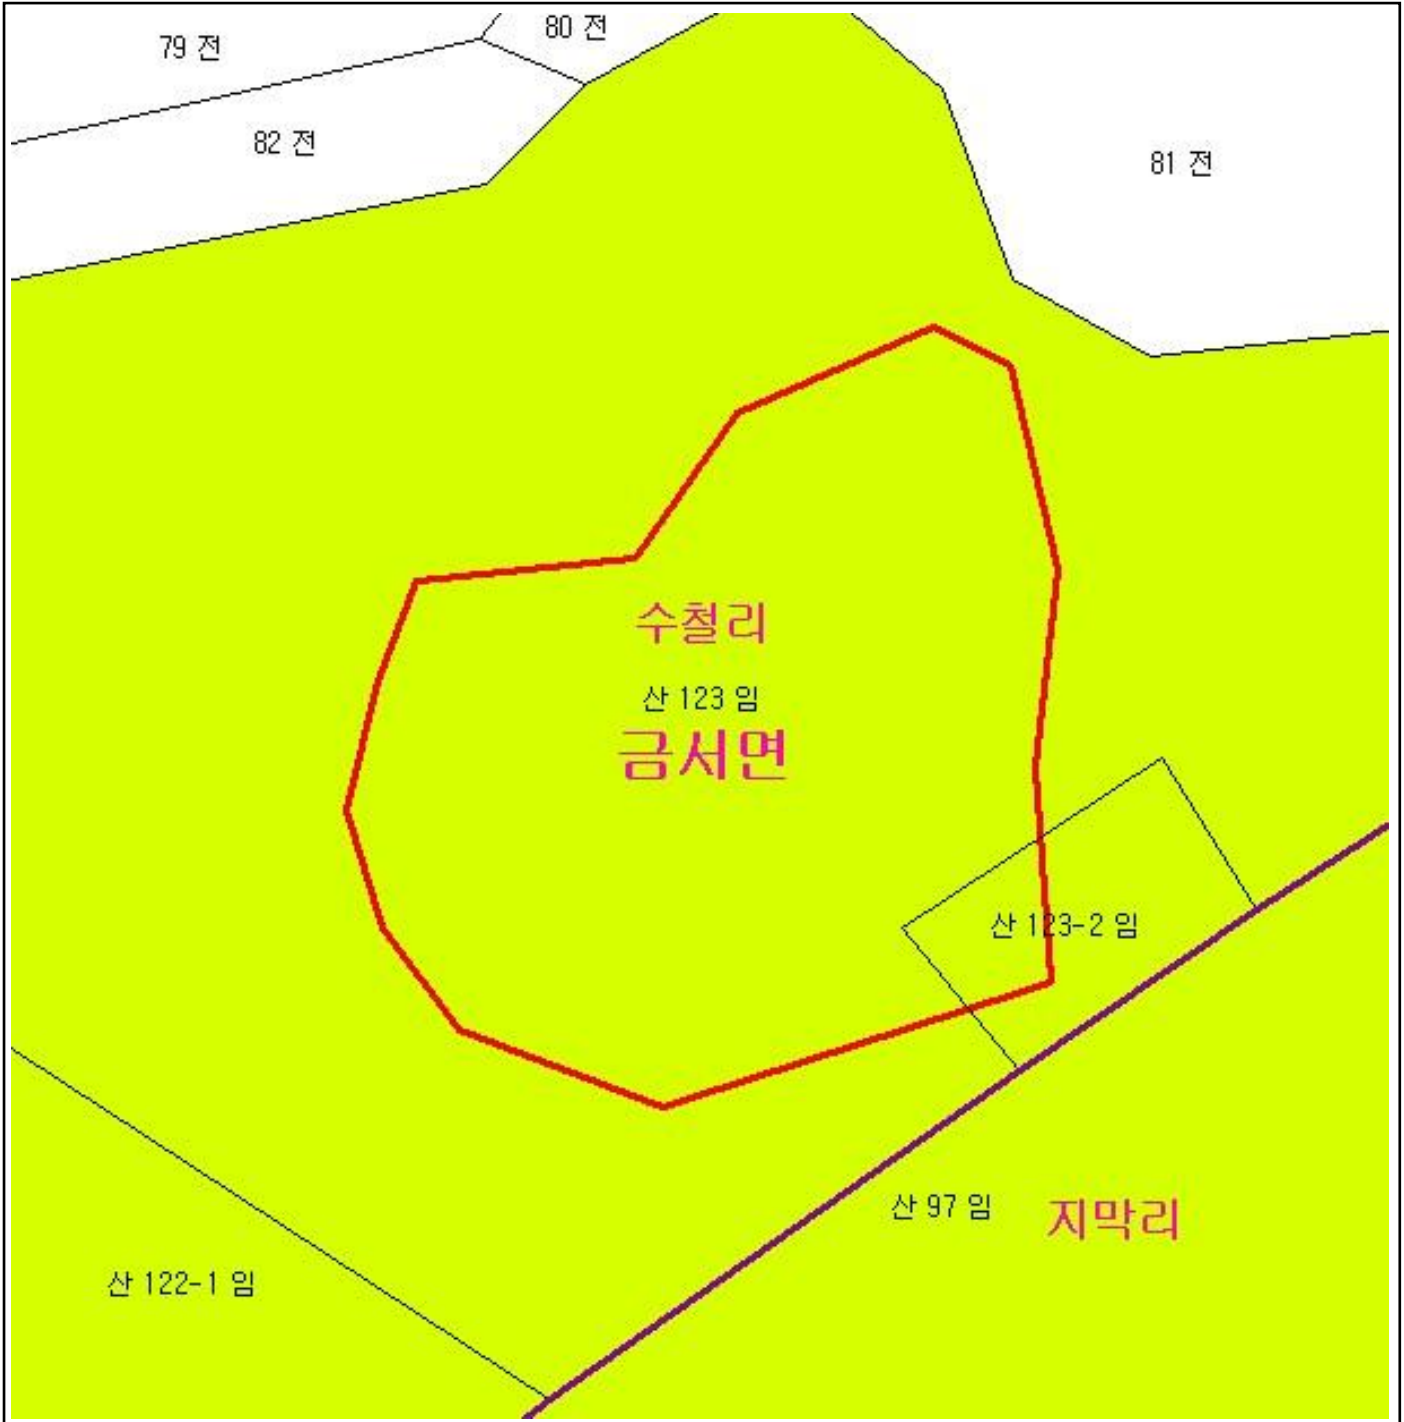 80 전
79 전
82 전
81 전
수철리
산 123 임
금서면
산 123-2 임
산 97 임
지막리
산 122-1 임